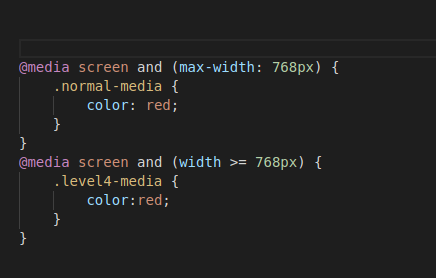 @media screen and (max-width: 768px) {
    .normal-media {
        color: red;
    }
}
@media screen and (width >= 768px) {
    .level4-media {
        color:red;
    }
}